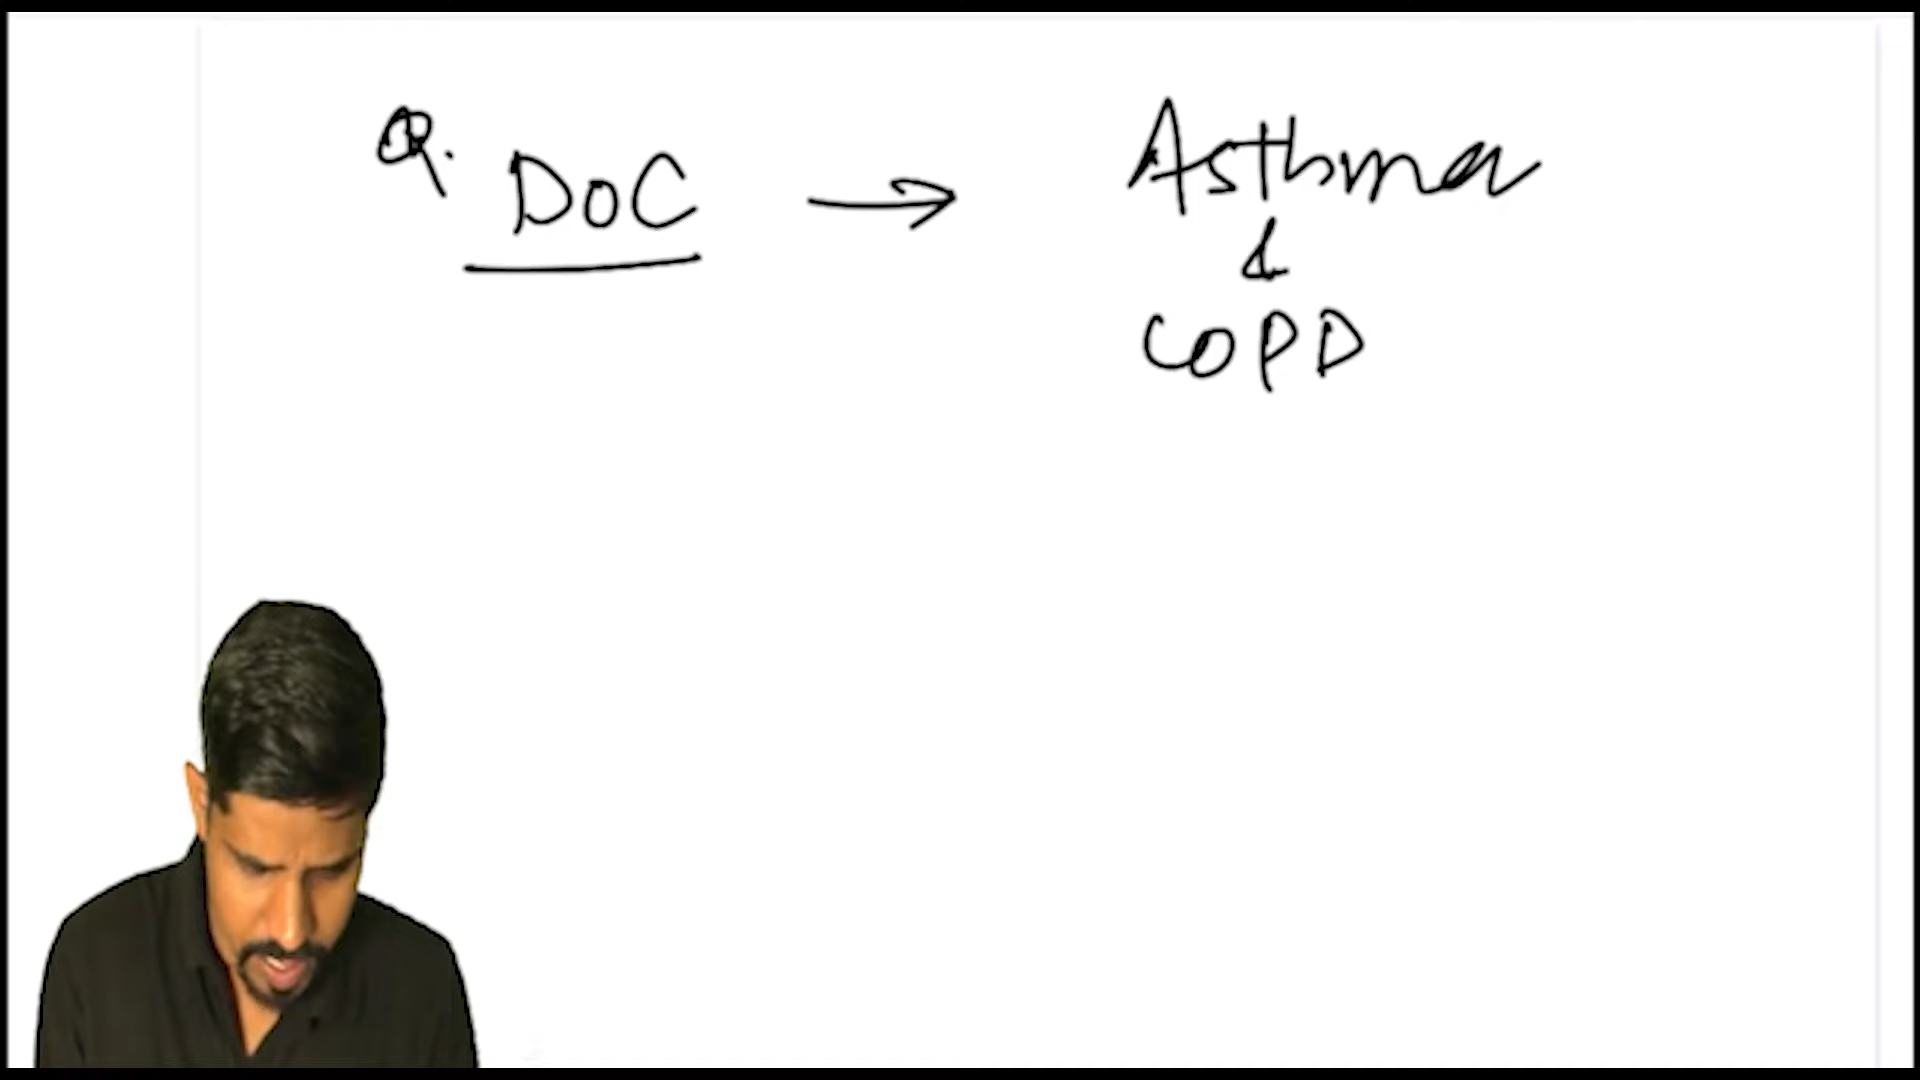 Q. DOC → Asthma
&
COPD